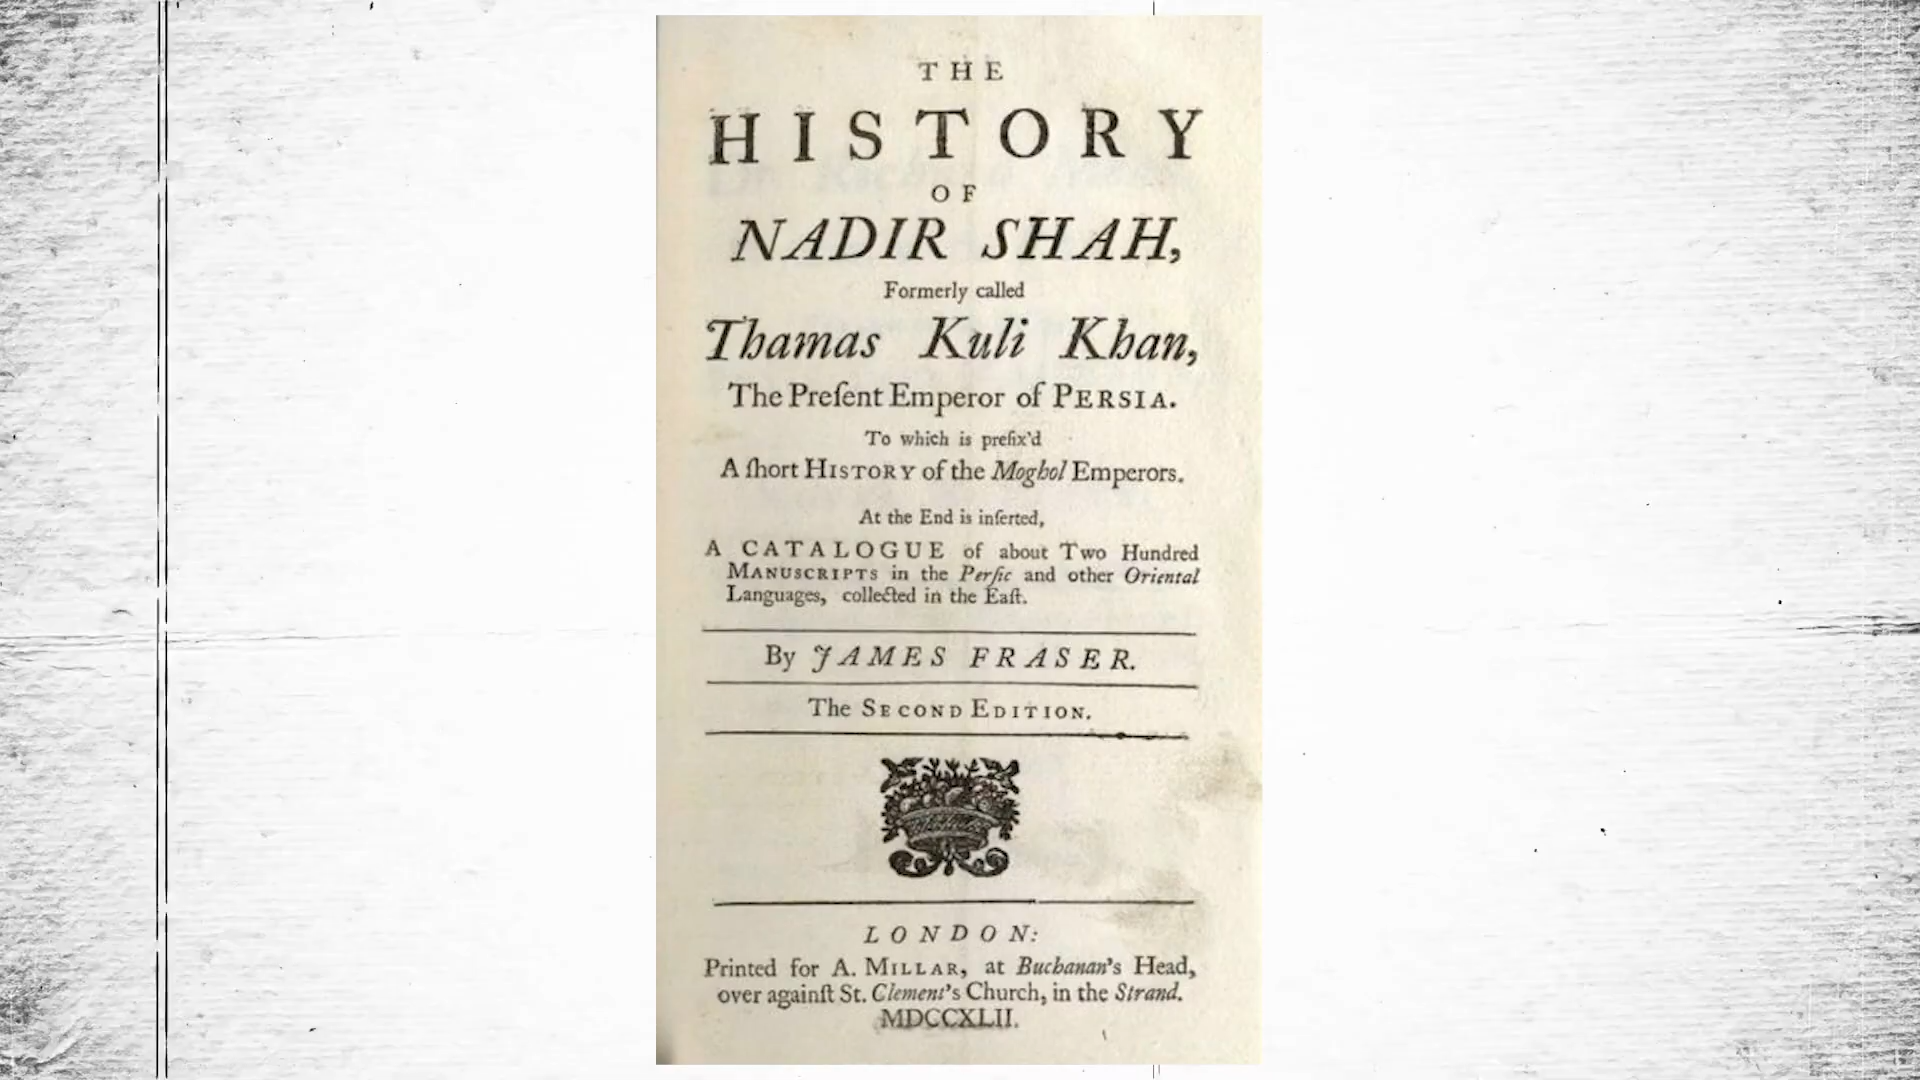 THE
HISTORY
OF
NADIR SHAH,
Formerly called
Thamas Kuli Khan,
The Preſent Emperor of PERSIA.
To which is prefix'd
A ſhort HISTORY of the Moghol Emperors.
At the End is inſerted,
A CATALOGUE of about Two Hundred
MANUSCRIPTS in the Perſic and other Oriental
Languages, collected in the Eaſt.
By JAMES FRASER.
The SECOND EDITION.
LONDON:
Printed for A. MILLAR, at Buchanan's Head,
over againſt St. Clement's Church, in the Strand.
MDCCXLII.